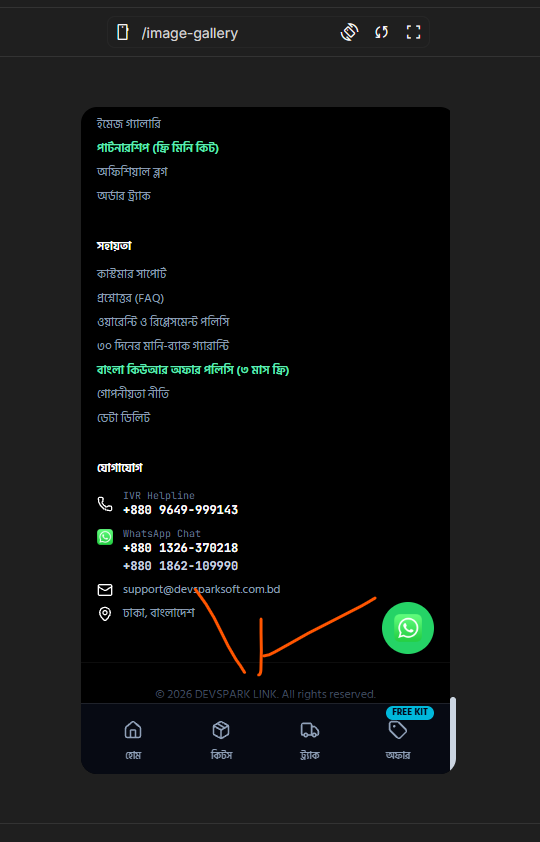 /image-gallery
ইমেজ গ্যালারি
পার্টনারশিপ (ফ্রি মিনি কিট)
অফিশিয়াল ব্লগ
অর্ডার ট্র্যাক
সহায়তা
কাস্টমার সাপোর্ট
প্রশ্নোত্তর (FAQ)
ওয়ারেন্টি ও রিপ্লেসমেন্ট পলিসি
৩০ দিনের মানি-ব্যাক গ্যারান্টি
বাংলা কিউআর অফার পলিসি (৩ মাস ফ্রি)
গোপনীয়তা নীতি
ডেটা ডিলিট
যোগাযোগ
IVR Helpline
+880 9649-999143
WhatsApp Chat
+880 1326-370218
+880 1862-109990
support@devsparksoft.com.bd
ঢাকা, বাংলাদেশ
© 2026 DEVSPARK LINK. All rights reserved.
FREE KIT
হোম
কিটস
ট্র্যাক
অফার